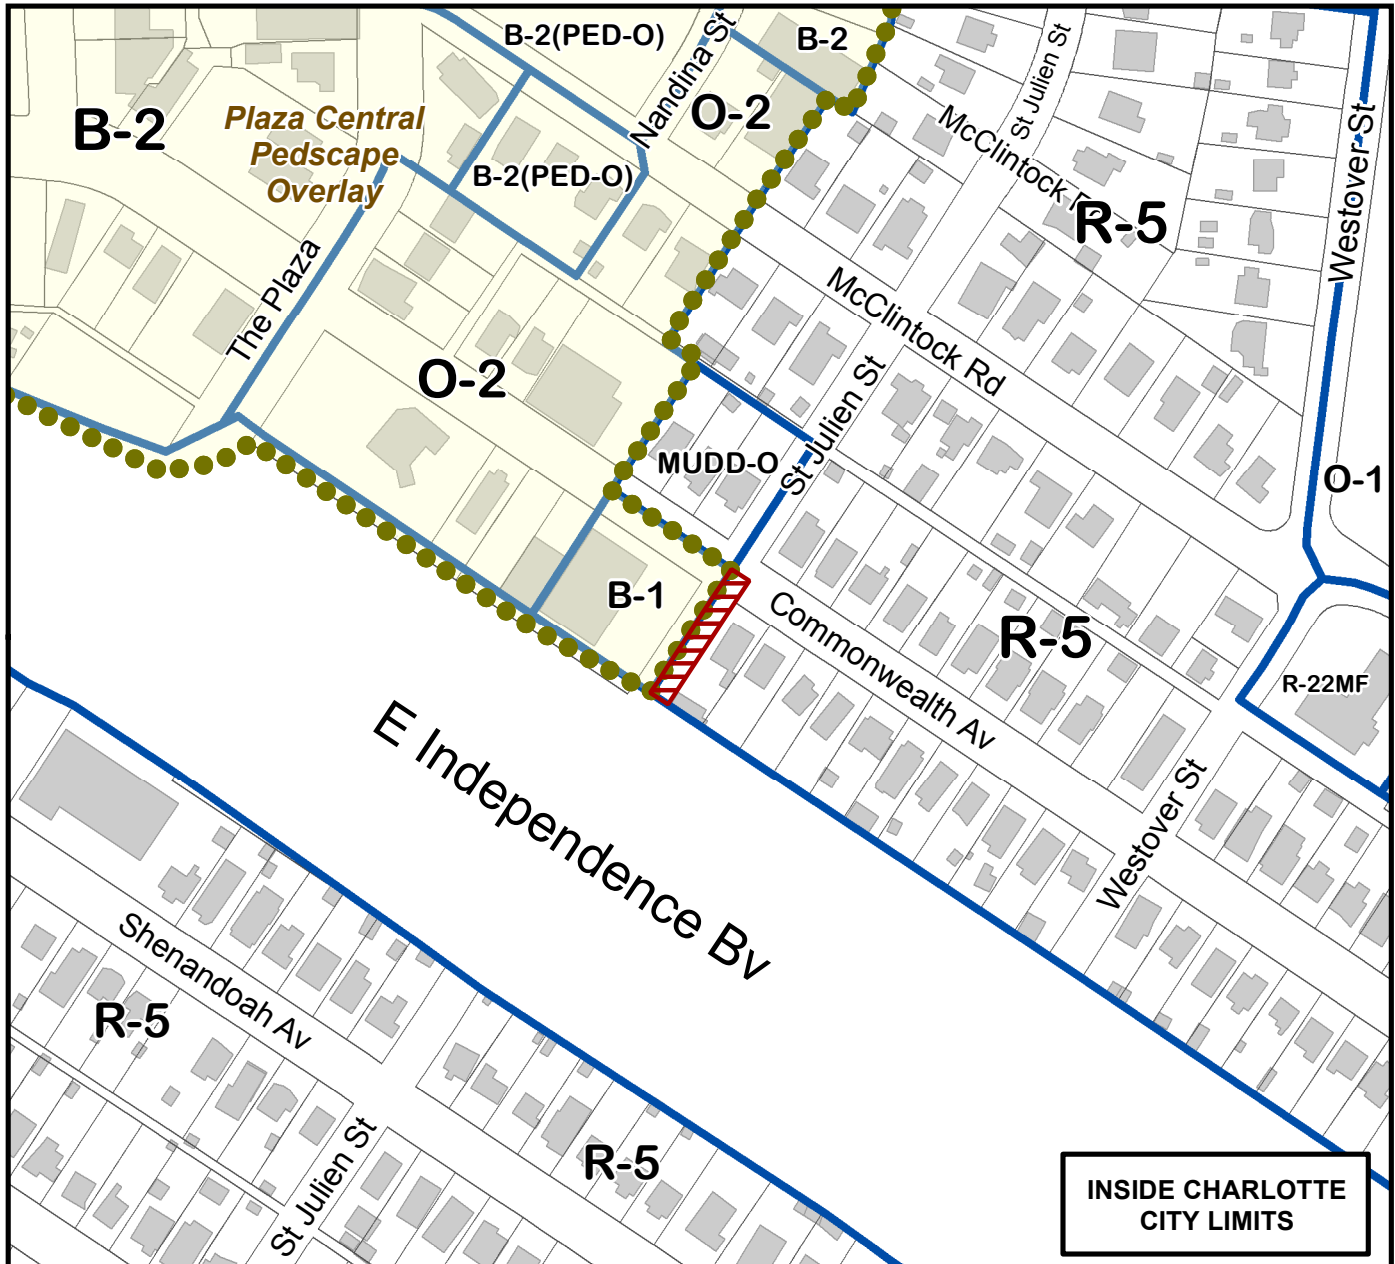 B-2(PED-O)
Nandina St
B-2
St Julien St
B-2
Plaza Central
Pedscape
Overlay
O-2
McClintock R
Westover St
B-2(PED-O)
R-5
The Plaza
McClintock Rd
O-2
St Julien St
MUDD-O
O-1
B-1
Commonwealth Av
R-5
R-22MF
E Independence Bv
Westover St
Shenandoah Av
R-5
St Julien St
R-5
INSIDE CHARLOTTE
CITY LIMITS